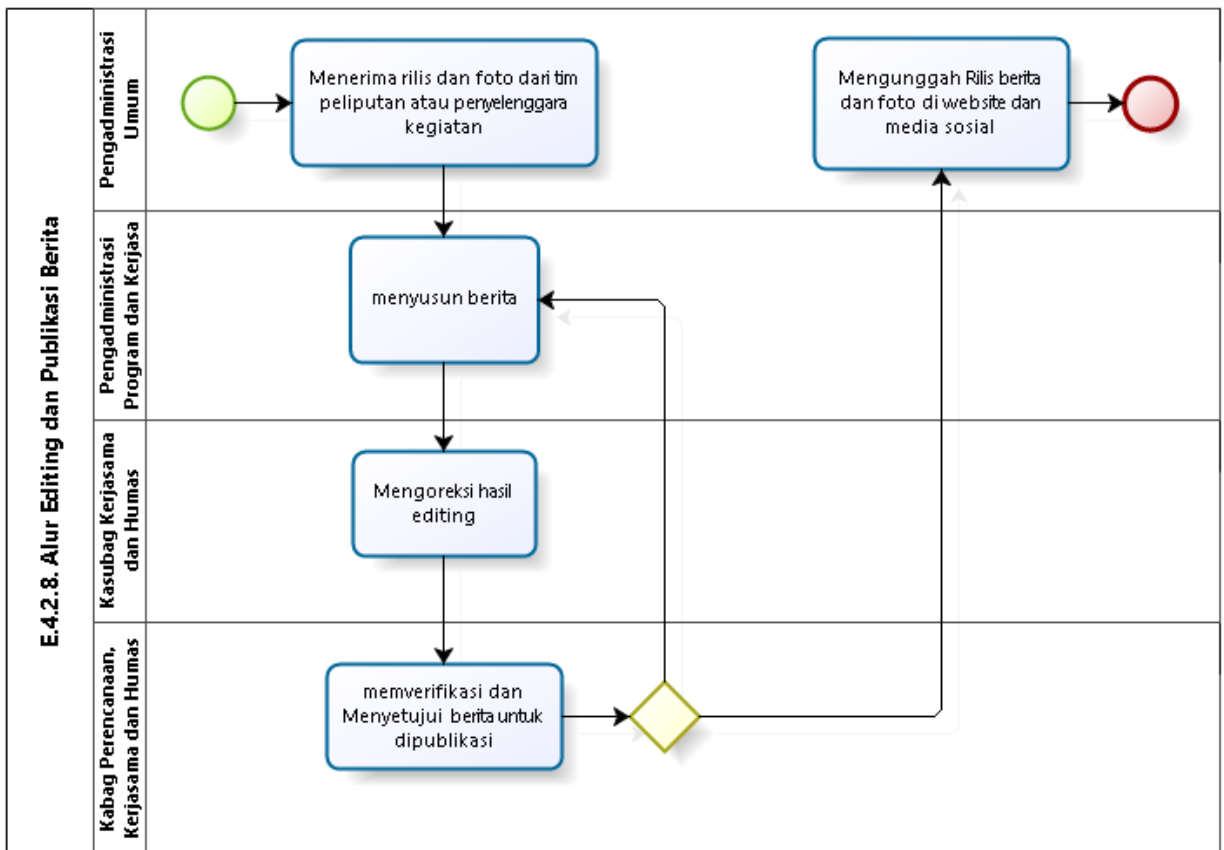 E.4.2.8. Alur Editing dan Publikasi Berita
Pengadministrasi
Umum
Menerima rilis dan foto dari tim
peliputan atau penyelenggara
kegiatan
Mengunggah Rilis berita
dan foto di website dan
media sosial
Pengadministrasi
Program dan Kerjasa
menyusun berita
Kasubag Kerjasama
dan Humas
Mengoreksi hasil
editing
Kabag Perencanaan,
Kerjasama dan Humas
memverifikasi dan
Menyetujui berita untuk
dipublikasi